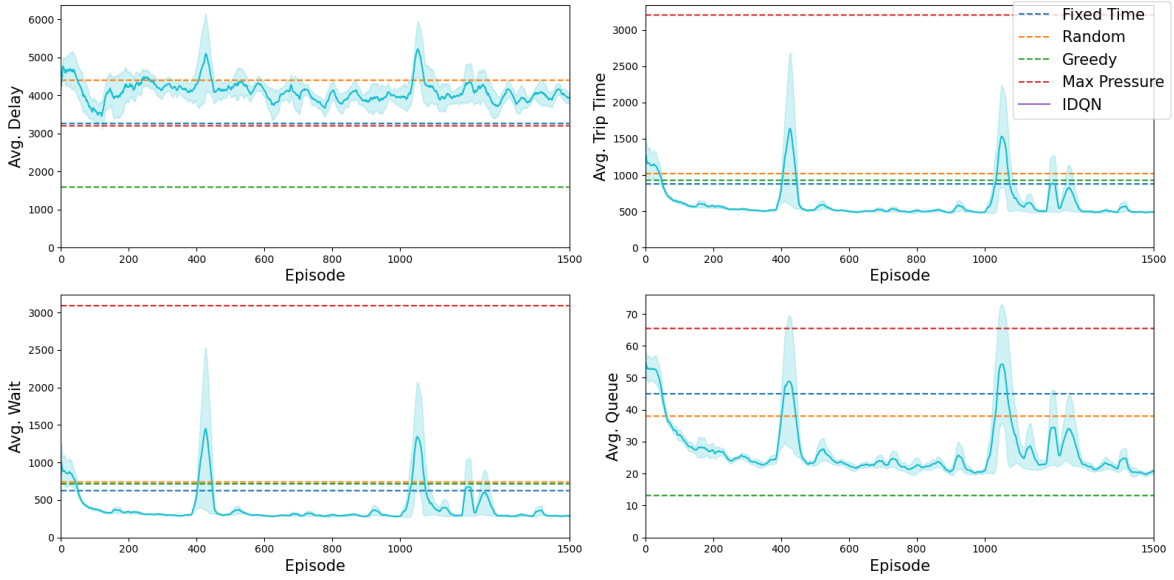 6000
5000
4000
3000
2000
1000
0
Avg. Delay
0 200 400 600 800 1000 1500
Episode
3000
2500
2000
1500
1000
500
0
Avg. Trip Time
0 200 400 600 800 1000 1500
Episode
Fixed Time
Random
Greedy
Max Pressure
IDQN
3000
2500
2000
1500
1000
500
0
Avg. Wait
0 200 400 600 800 1000 1500
Episode
70
60
50
40
30
20
10
0
Avg. Queue
0 200 400 600 800 1000 1500
Episode